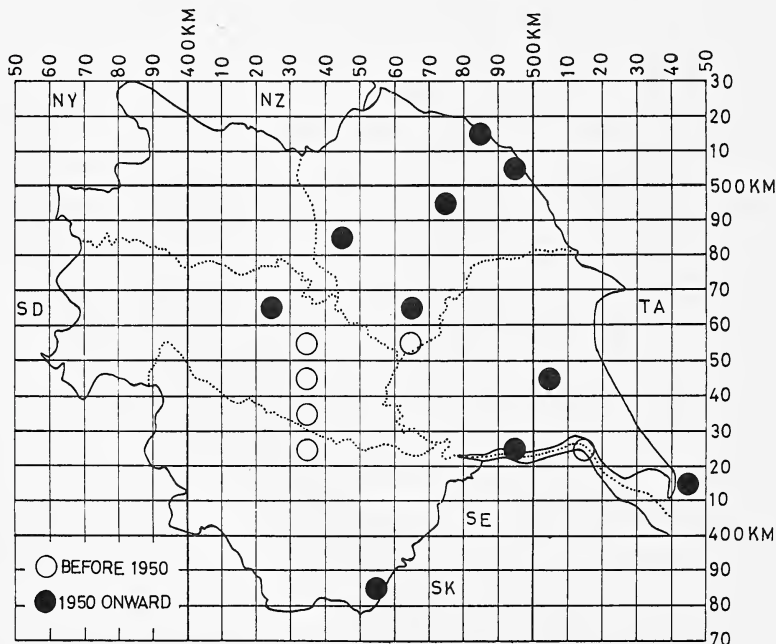 50 60 70 80 90 400KM 10 20 30 40 50 60 70 80 90 500KM 10 20 30 40 50
NY NZ 30
20
10
500KM
90
80
70
SD TA
60
50
40
30
20
10
SE
400KM
BEFORE 1950
90
SK
1950 ONWARD
80
70